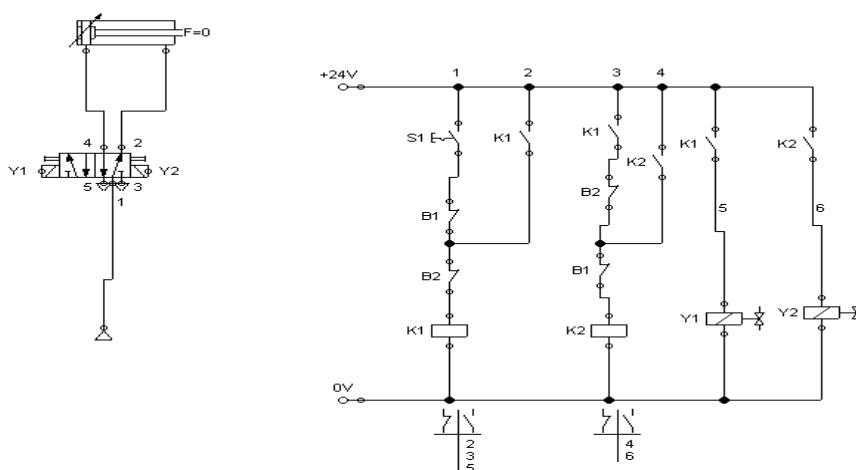 F=0
4 2
Y1 Y2
5 3
1
1 2 3 4
+24V
S1 K1 K1 K2 K1 K2
B1 B2 5 6
B2 B1
K1 K2 Y1 Y2
0V
2 4
3 6
5